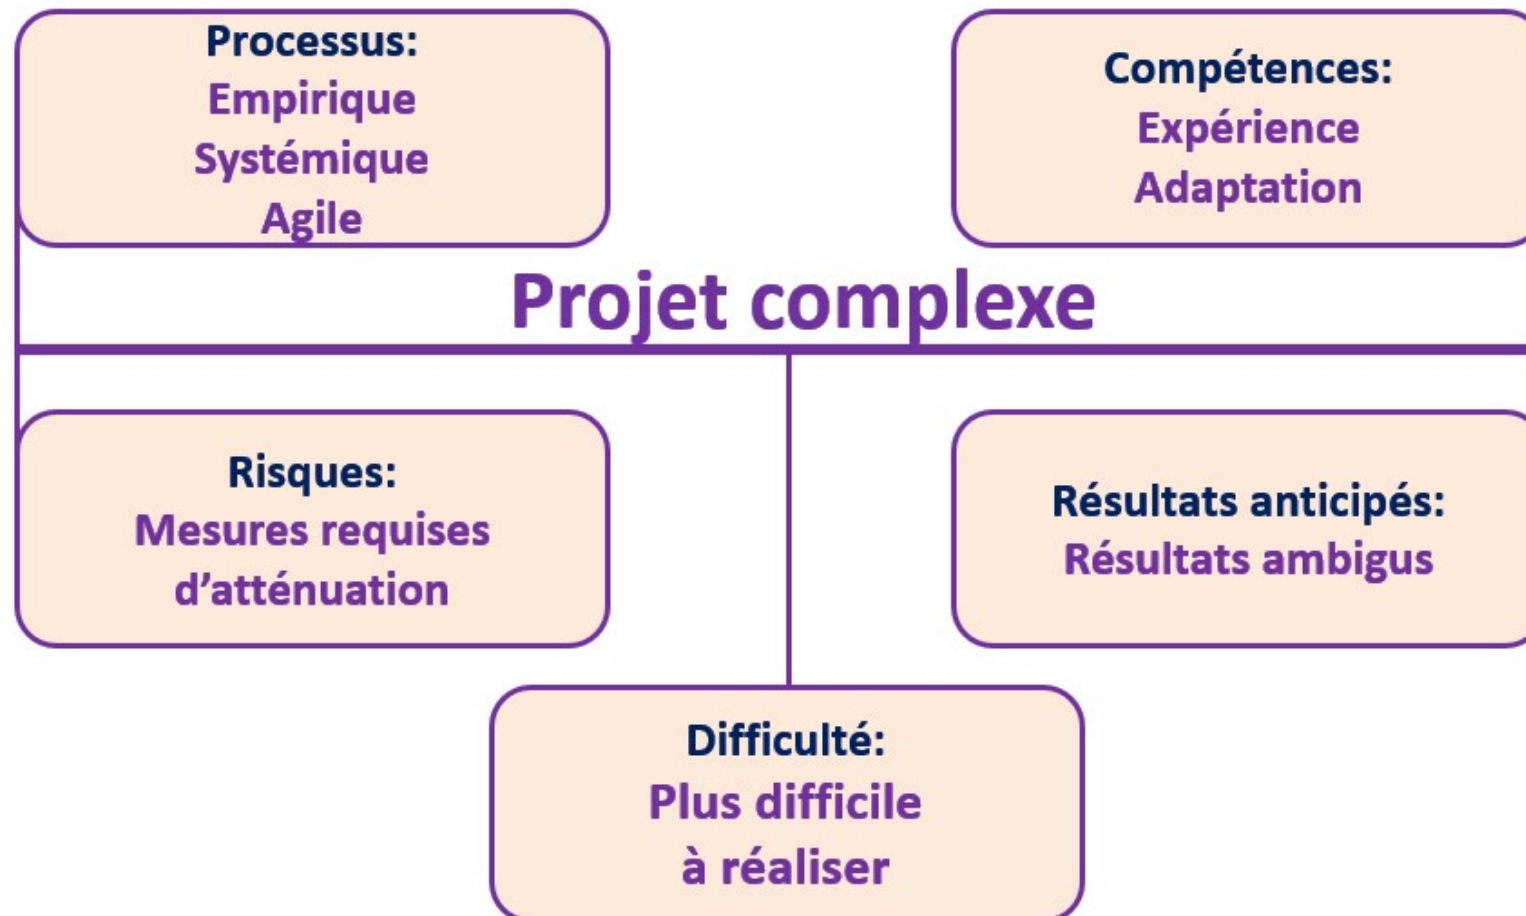 Processus:
Empirique
Systémique
Agile
Compétences:
Expérience
Adaptation
Projet complexe
Risques:
Mesures requises
d’atténuation
Résultats anticipés:
Résultats ambigus
Difficulté:
Plus difficile
à réaliser